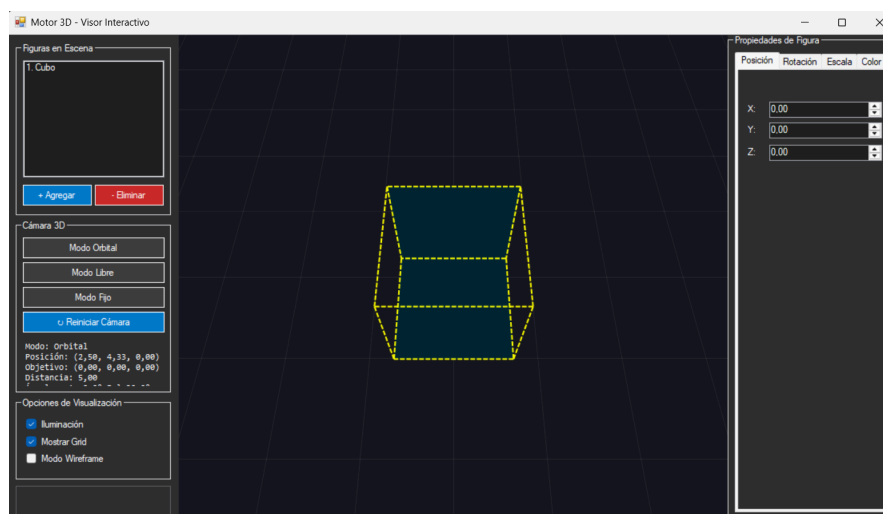 Motor 3D - Visor Interactivo
Figuras en Escena
1. Cubo
+ Agregar
- Eliminar
Cámara 3D
Modo Orbital
Modo Libre
Modo Fijo
↻ Reiniciar Cámara
Modo: Orbital
Posición: (2,50, 4,33, 0,00)
Objetivo: (0,00, 0,00, 0,00)
Distancia: 5,00
Opciones de Visualización
Iluminación
Mostrar Grid
Modo Wireframe
Propiedades de Figura
Posición Rotación Escala Color
X: 0,00
Y: 0,00
Z: 0,00